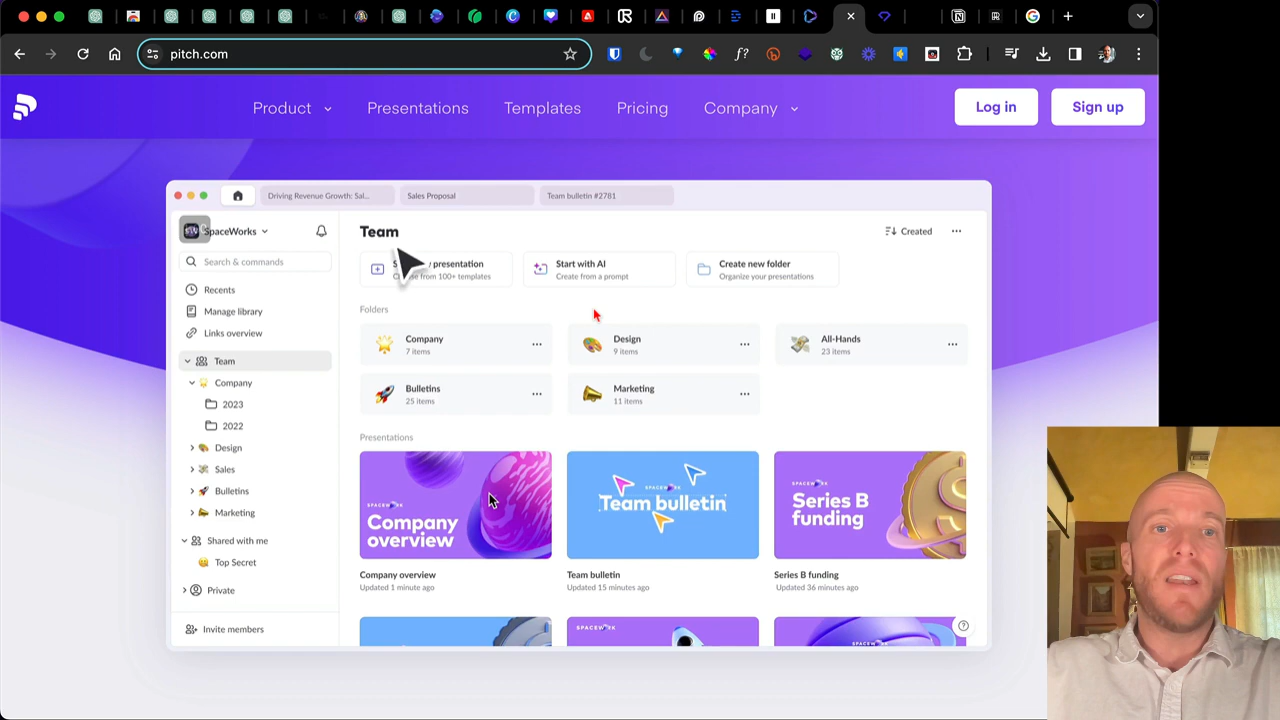 pitch.com
f?
Product
Presentations
Templates
Pricing
Company
Log in
Sign up
Driving Revenue Growth: Sal...
Sales Proposal
Team bulletin #2781
SpaceWorks
Team
Created
Search & commands
y presentation
from 100+ templates
Start with AI
Create from a prompt
Create new folder
Organize your presentations
Recents
Manage library
Links overview
Team
Company
2023
2022
Design
Sales
Bulletins
Marketing
Shared with me
Top Secret
Private
Invite members
Folders
Company
7 items
Design
9 items
All-Hands
23 items
Bulletins
25 items
Marketing
11 items
Presentations
Company
overview
Team bulletin
Series B
funding
Company overview
Updated 1 minute ago
Team bulletin
Updated 15 minutes ago
Series B funding
Updated 36 minutes ago